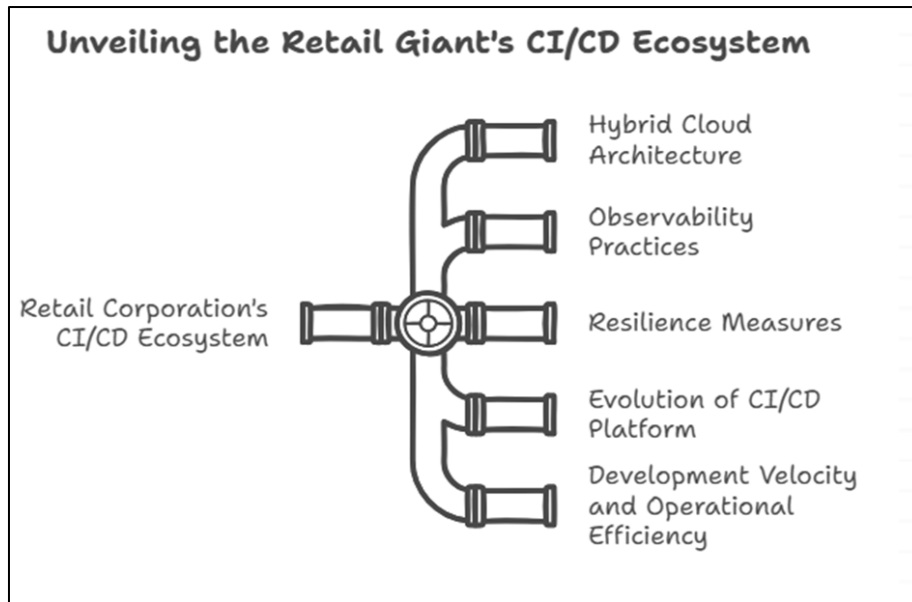 Unveiling the Retail Giant's CI/CD Ecosystem
Hybrid Cloud
Architecture
Observability
Practices
Retail Corporation's
CI/CD Ecosystem
Resilience Measures
Evolution of CI/CD
Platform
Development Velocity
and Operational
Efficiency